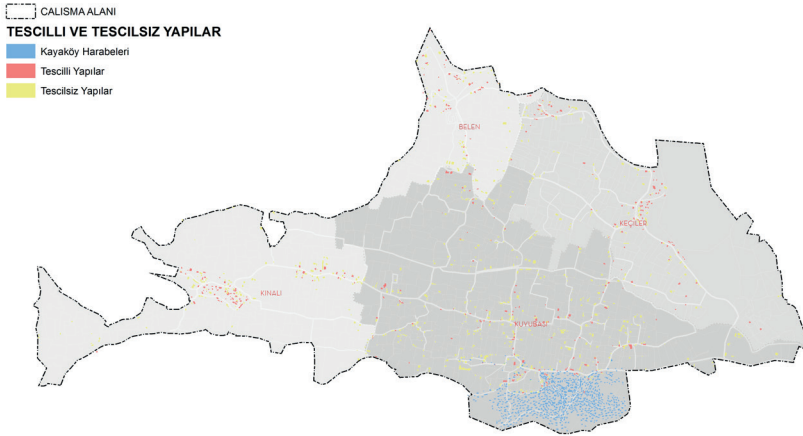 CALISMA ALANI
TESCILLI VE TESCILSIZ YAPILAR
Kayaköy Harabeleri
Tescilli Yapılar
Tescilsiz Yapılar
BELEN
KEÇİLER
KINALI
KUYUBAŞI